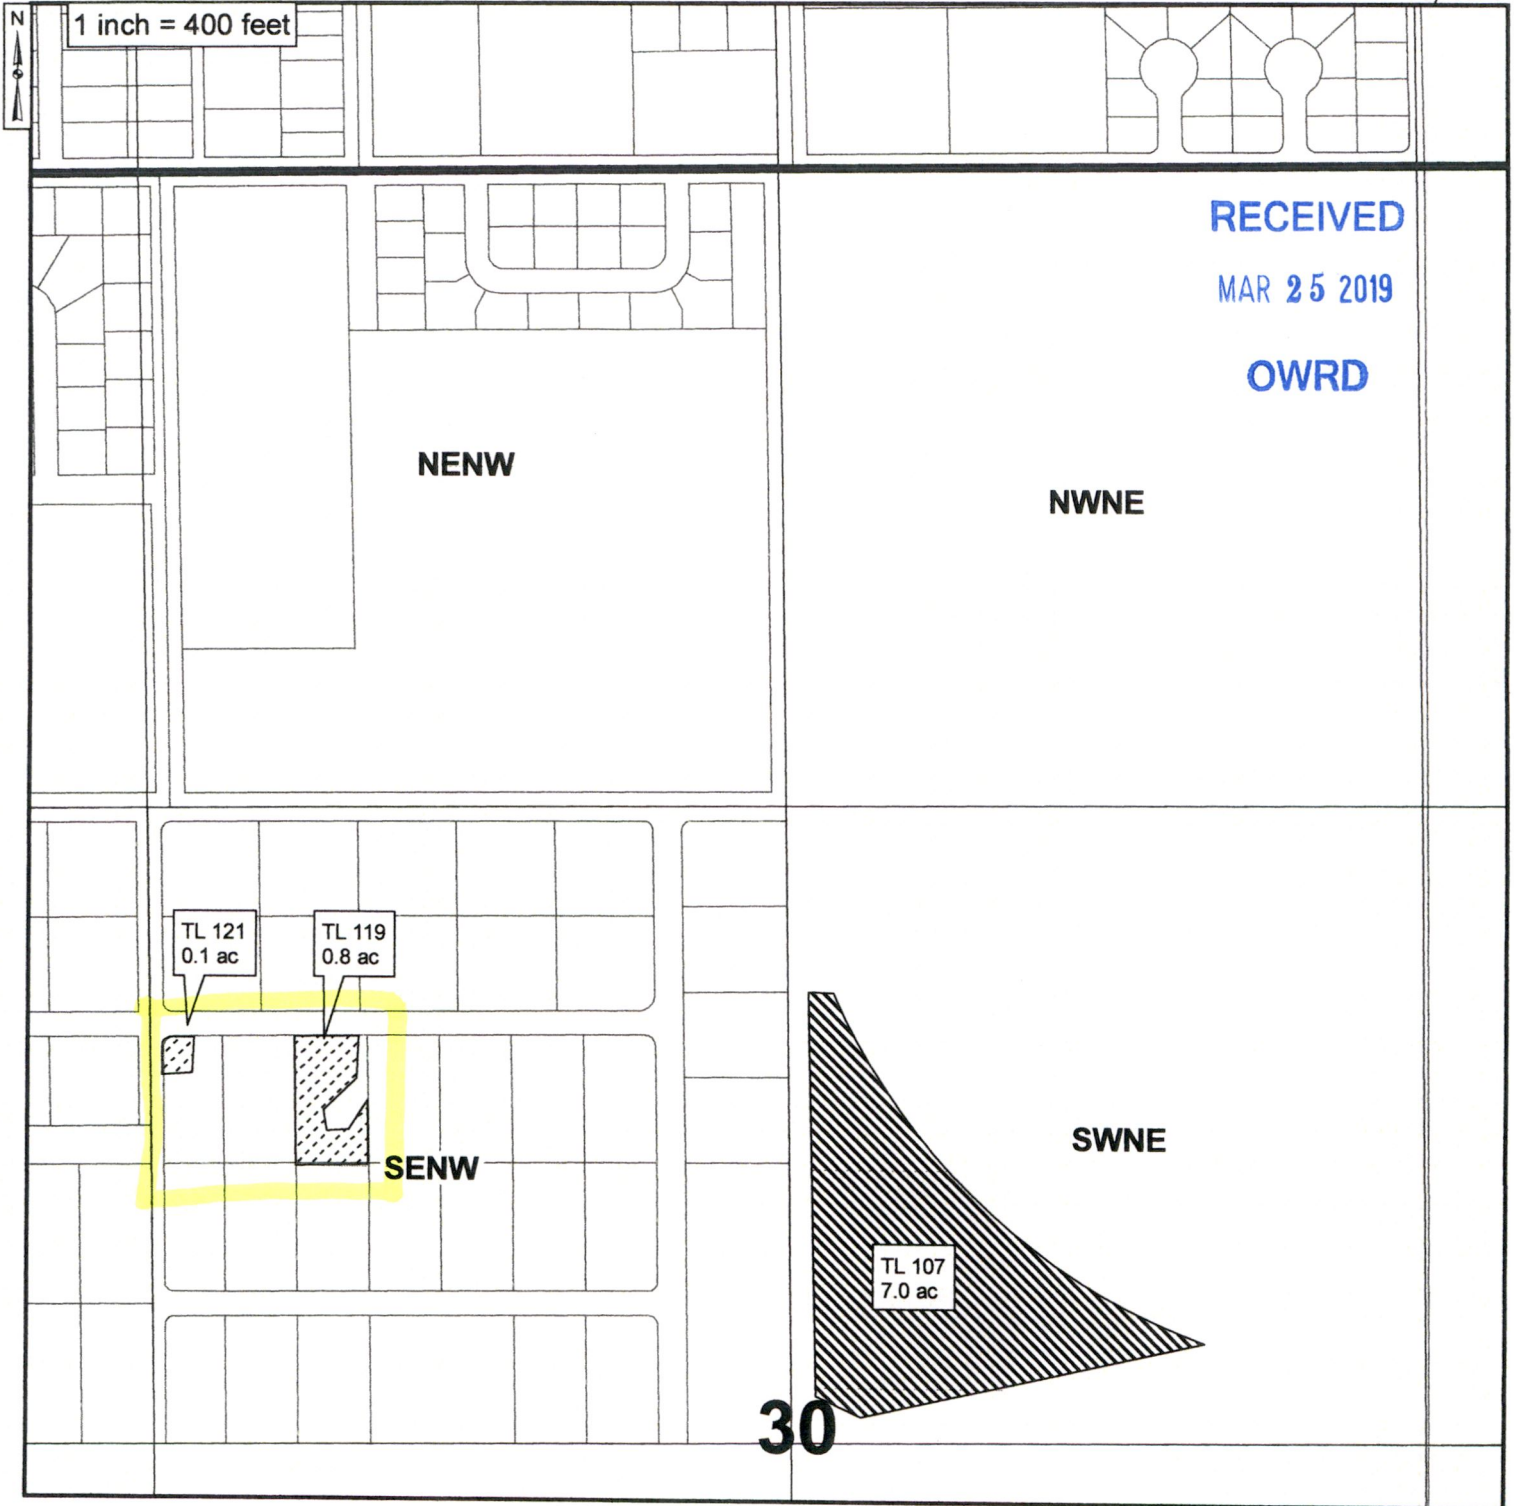 N
1 inch = 400 feet
RECEIVED
MAR 25 2019
OWRD
NENW
NWNE
TL 121
0.1 ac
TL 119
0.8 ac
SENW
SWNE
TL 107
7.0 ac
30